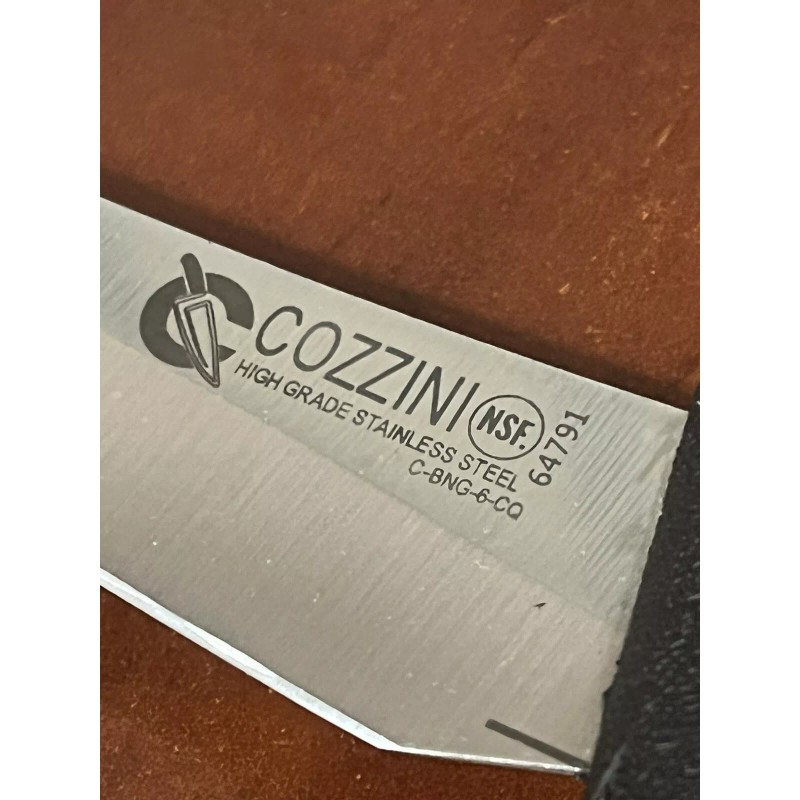 COZZINI
HIGH GRADE STAINLESS STEEL
C-BNG-6-CQ
NSF.
64791